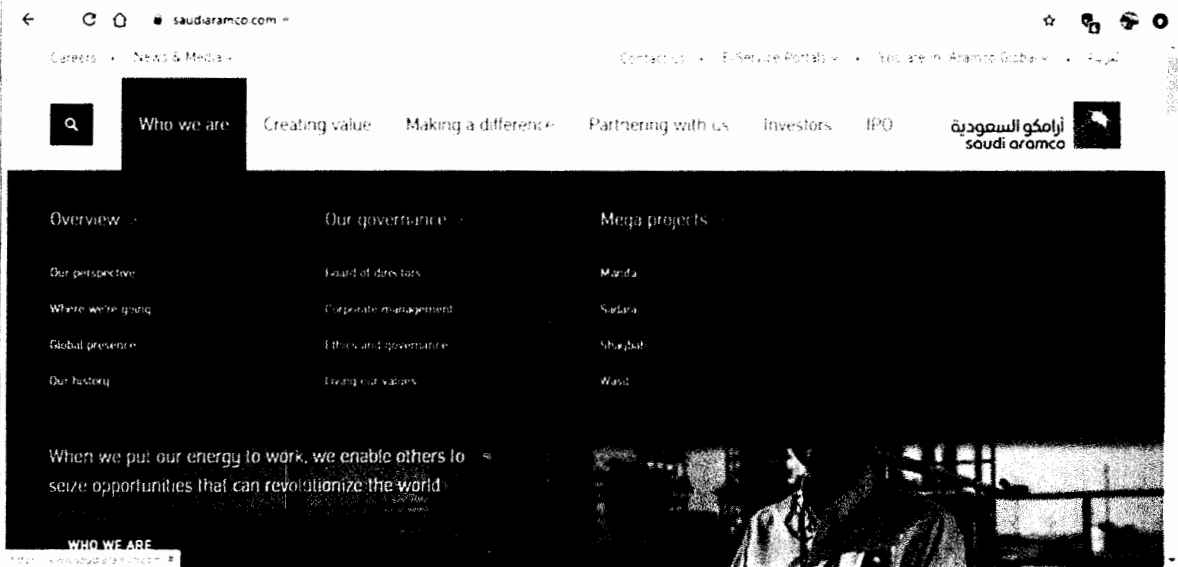 saudiaramco.com
Careers • News & Media
Contact us • E-Service Portals • You are in: Aramco Global • العربية
Who we are Creating value Making a difference Partnering with us Investors IPO
أرامكو السعودية
saudi aramco
Overview Our governance Mega projects
Our perspective Board of directors Manifa
Where we're going Corporate management Sadara
Global presence Ethics and governance Shaybah
Our history Living our values Wasit
When we put our energy to work, we enable others to
seize opportunities that can revolutionize the world
WHO WE ARE